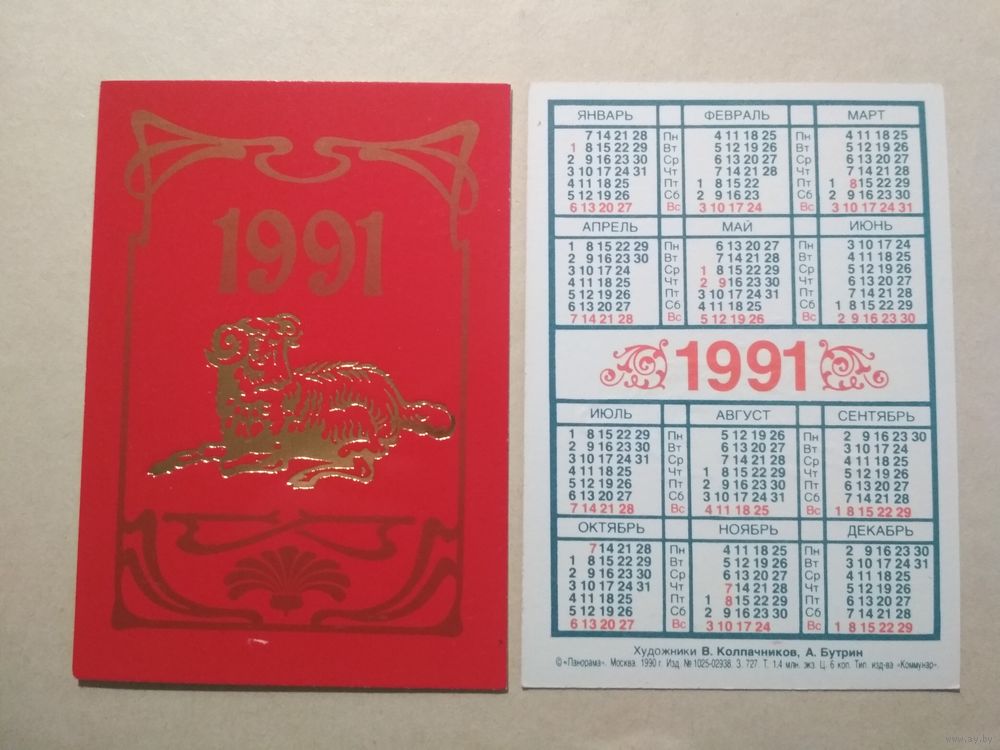 1991
ЯНВАРЬ ФЕВРАЛЬ МАРТ
7 14 21 28 Пн 4 11 18 25 Пн 4 11 18 25
1 8 15 22 29 Вт 5 12 19 26 Вт 5 12 19 26
2 9 16 23 30 Ср 6 13 20 27 Ср 6 13 20 27
3 10 17 24 31 Чт 7 14 21 28 Чт 7 14 21 28
4 11 18 25 Пт 1 8 15 22 Пт 1 8 15 22 29
5 12 19 26 Сб 2 9 16 23 Сб 2 9 16 23 30
6 13 20 27 Вс 3 10 17 24 Вс 3 10 17 24 31
АПРЕЛЬ МАЙ ИЮНЬ
1 8 15 22 29 Пн 6 13 20 27 Пн 3 10 17 24
2 9 16 23 30 Вт 7 14 21 28 Вт 4 11 18 25
3 10 17 24 Ср 1 8 15 22 29 Ср 5 12 19 26
4 11 18 25 Чт 2 9 16 23 30 Чт 6 13 20 27
5 12 19 26 Пт 3 10 17 24 31 Пт 7 14 21 28
6 13 20 27 Сб 4 11 18 25 Сб 1 8 15 22 29
7 14 21 28 Вс 5 12 19 26 Вс 2 9 16 23 30
1991
ИЮЛЬ АВГУСТ СЕНТЯБРЬ
1 8 15 22 29 Пн 5 12 19 26 Пн 2 9 16 23 30
2 9 16 23 30 Вт 6 13 20 27 Вт 3 10 17 24
3 10 17 24 31 Ср 7 14 21 28 Ср 4 11 18 25
4 11 18 25 Чт 1 8 15 22 29 Чт 5 12 19 26
5 12 19 26 Пт 2 9 16 23 30 Пт 6 13 20 27
6 13 20 27 Сб 3 10 17 24 31 Сб 7 14 21 28
7 14 21 28 Вс 4 11 18 25 Вс 1 8 15 22 29
ОКТЯБРЬ НОЯБРЬ ДЕКАБРЬ
7 14 21 28 Пн 4 11 18 25 Пн 2 9 16 23 30
1 8 15 22 29 Вт 5 12 19 26 Вт 3 10 17 24 31
2 9 16 23 30 Ср 6 13 20 27 Ср 4 11 18 25
3 10 17 24 31 Чт 7 14 21 28 Чт 5 12 19 26
4 11 18 25 Пт 1 8 15 22 29 Пт 6 13 20 27
5 12 19 26 Сб 2 9 16 23 30 Сб 7 14 21 28
6 13 20 27 Вс 3 10 17 24 Вс 1 8 15 22 29
Художники В. Колпачников, А. Бутрин
© «Панорама». Москва. 1990 г. Изд. № 1025-02938. З. 727. Т. 1.4 млн. экз. Ц. 6 коп. Тип. изд-ва «Коммунар».
www.ay.by